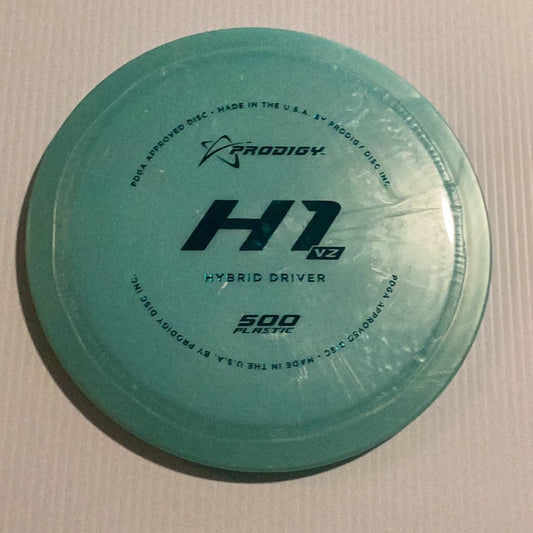 PDGA APPROVED DISC - MADE IN THE U.S.A. BY PRODIGY DISC INC.
PRODIGY
H1
V2
HYBRID DRIVER
500
PLASTIC
PDGA APPROVED DISC - MADE IN THE U.S.A. BY PRODIGY DISC INC.